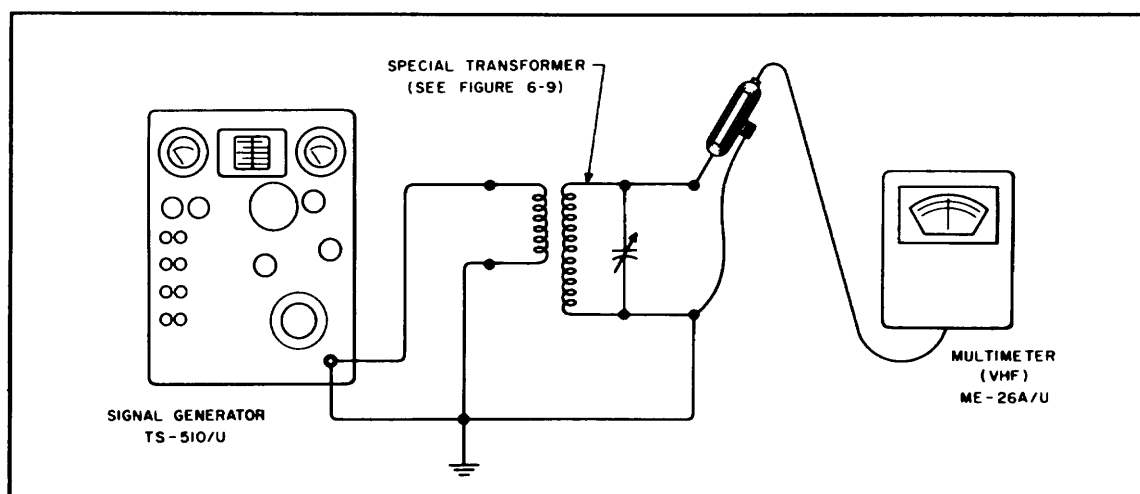 SPECIAL TRANSFORMER
(SEE FIGURE 6-9)
SIGNAL GENERATOR
TS-510/U
MULTIMETER
(VHF)
ME-26A/U